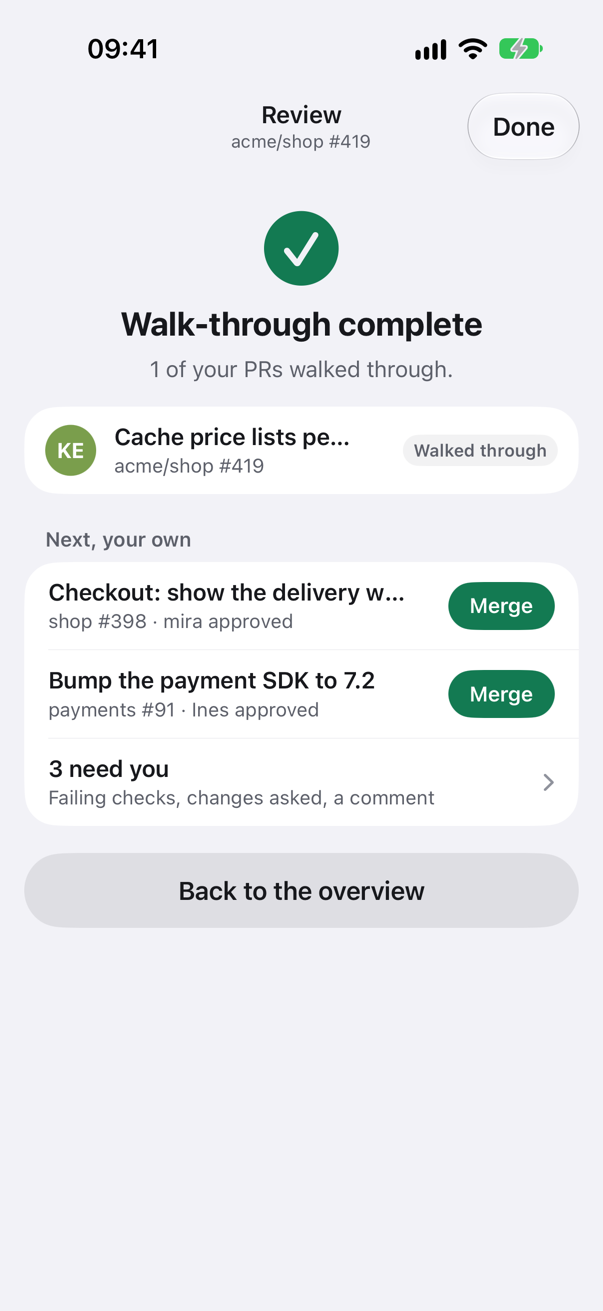 09:41
Review
acme/shop #419
Done
Walk-through complete
1 of your PRs walked through.
KE
Cache price lists pe...
acme/shop #419
Walked through
Next, your own
Checkout: show the delivery w...
shop #398 · mira approved
Merge
Bump the payment SDK to 7.2
payments #91 · Ines approved
Merge
3 need you
Failing checks, changes asked, a comment
Back to the overview